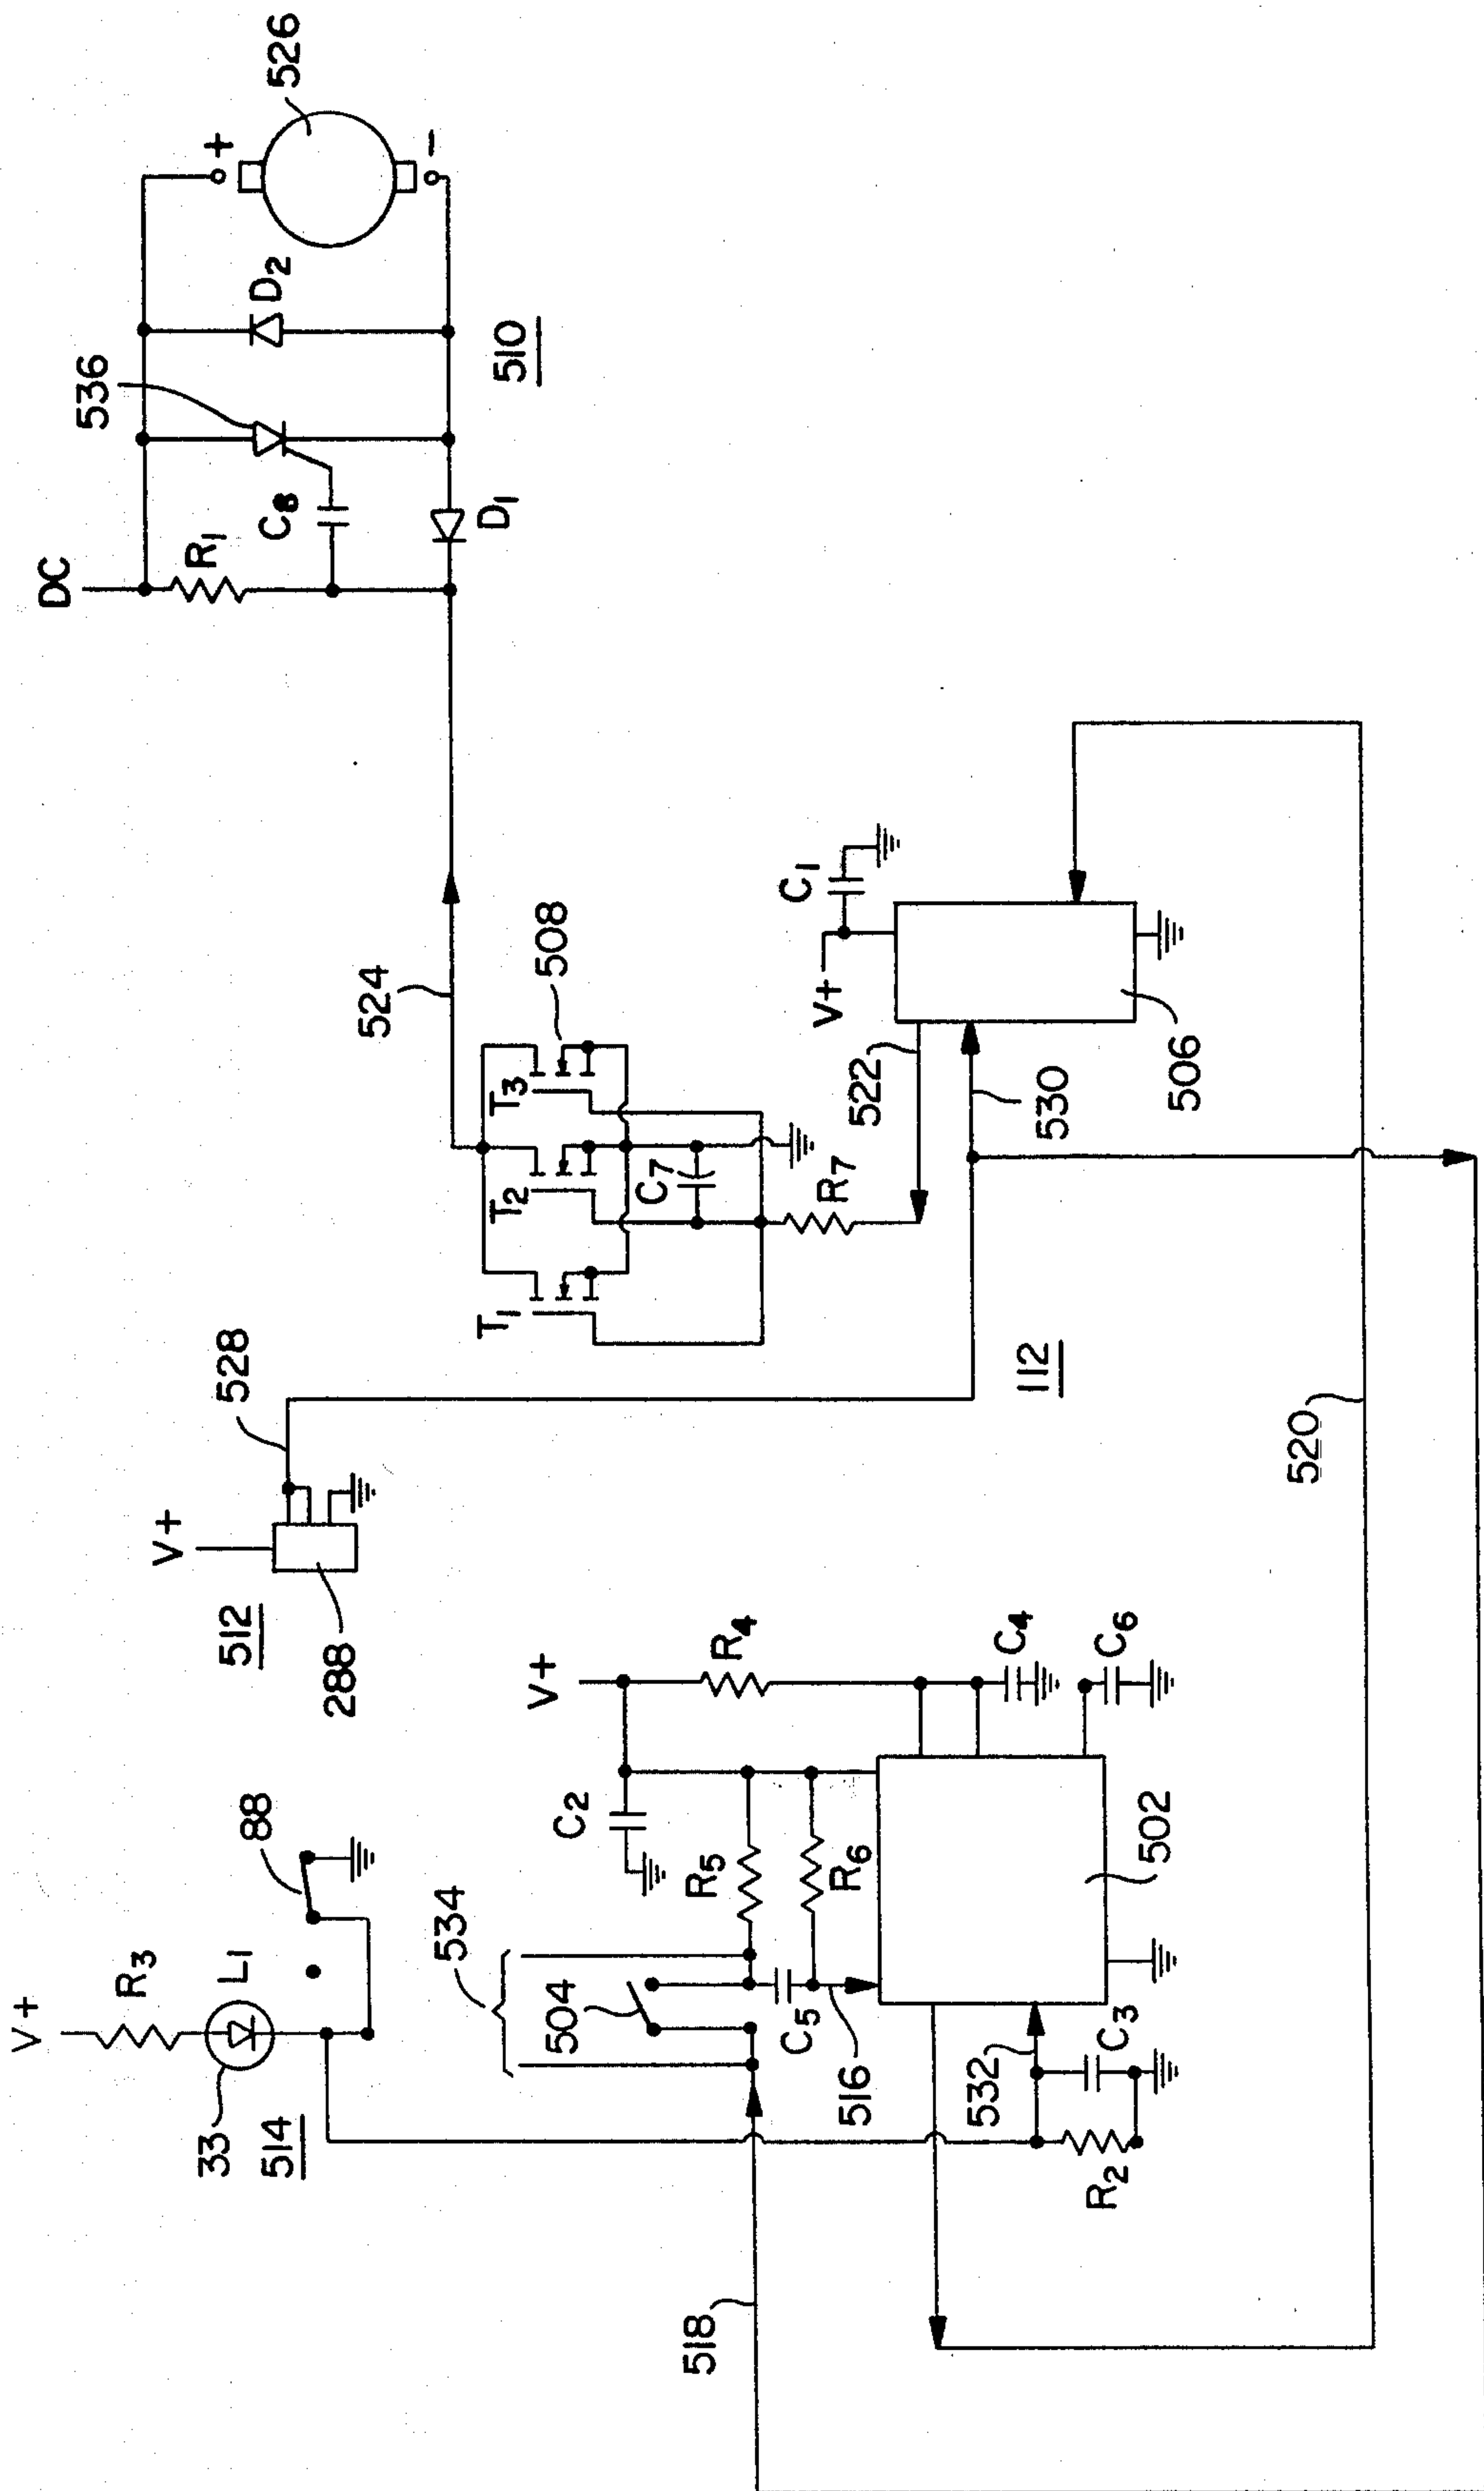 DC
R1
C8
536
D2
+
526
-
D1
510
524
T1
T2
T3
508
C7
R7
V+
C1
522
530
506
112
528
V+
512
288
520
V+
R3
L1
33
514
88
534
504
C2
V+
R4
R5
R6
C5
516
518
532
C3
R2
502
C4
C6